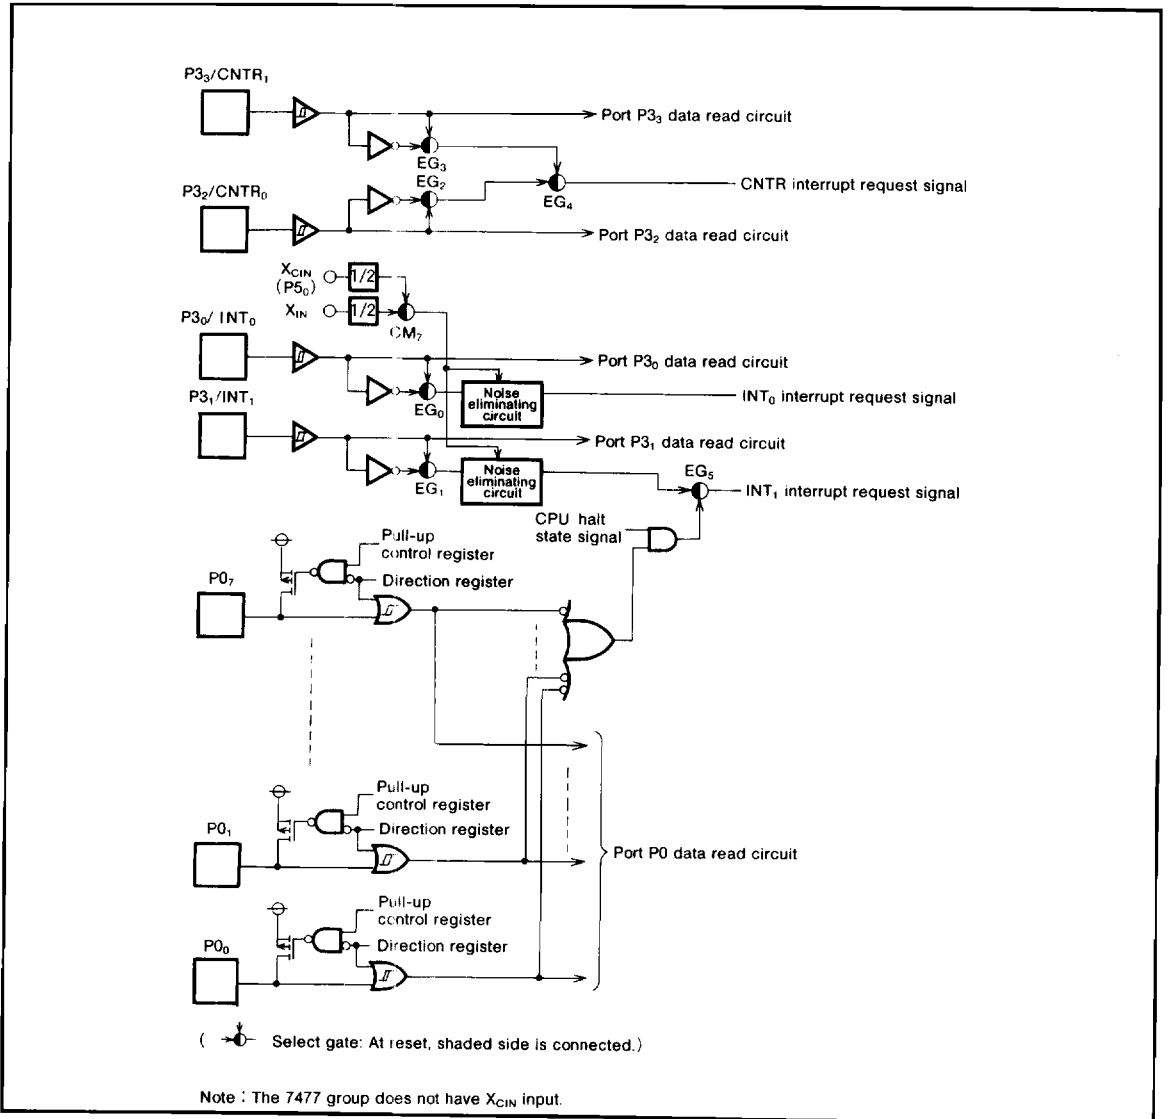 P3₃/CNTR₁
Port P3₃ data read circuit
EG₃
EG₂
P3₂/CNTR₀
CNTR interrupt request signal
EG₄
Port P3₂ data read circuit
X_CIN
(P5₀)
1/2
X_IN
1/2
CM₇
P3₀/ INT₀
Port P3₀ data read circuit
Noise
eliminating
circuit
EG₀
INT₀ interrupt request signal
P3₁/INT₁
Port P3₁ data read circuit
Noise
eliminating
circuit
EG₁
EG₅
INT₁ interrupt request signal
CPU halt
state signal
Pull-up
control register
Direction register
P0₇
Pull-up
control register
Direction register
P0₁
Port P0 data read circuit
Pull-up
control register
Direction register
P0₀
( Select gate: At reset, shaded side is connected.)
Note : The 7477 group does not have X_CIN input.